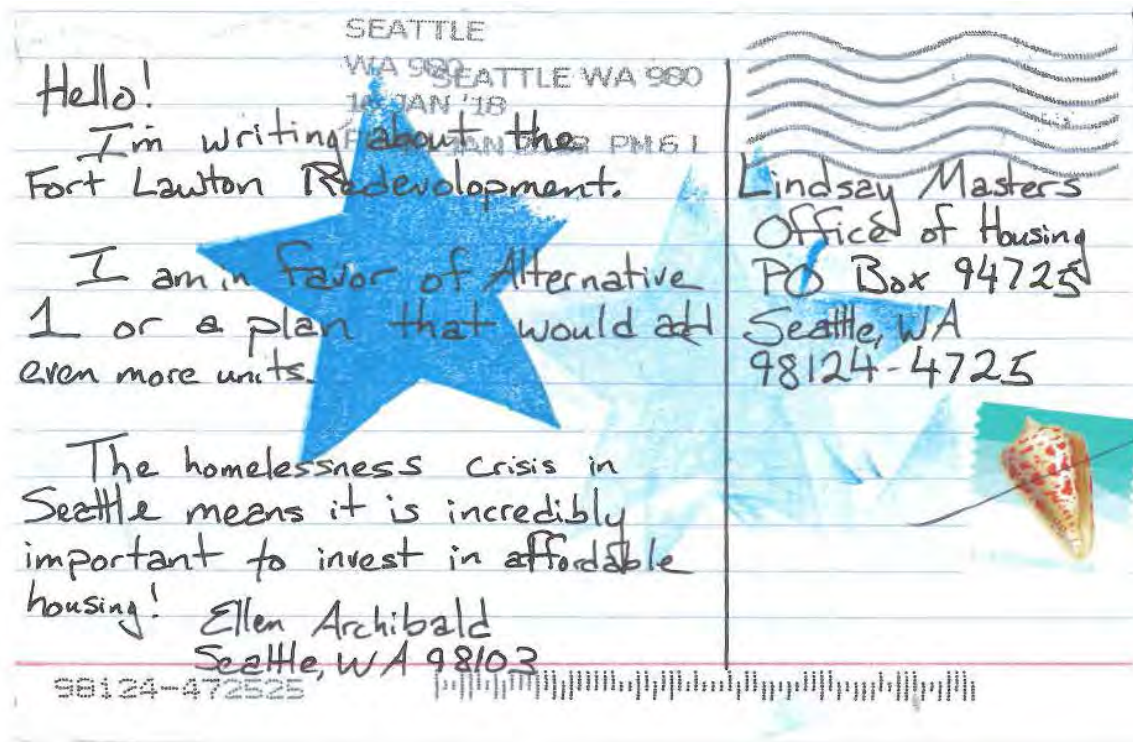 SEATTLE
WA 980
SEATTLE WA 980
JAN '18
PM 6 L
Hello!
I'm writing about the
Fort Lawton Redevolopment.
I am in favor of Alternative
1 or a plan that would add
even more units.
The homelessness crisis in
Seattle means it is incredibly
important to invest in affordable
housing!
Ellen Archibald
Seattle, WA 98103
Lindsay Masters
Office of Housing
PO Box 94725
Seattle, WA
98124-4725
98124-472525